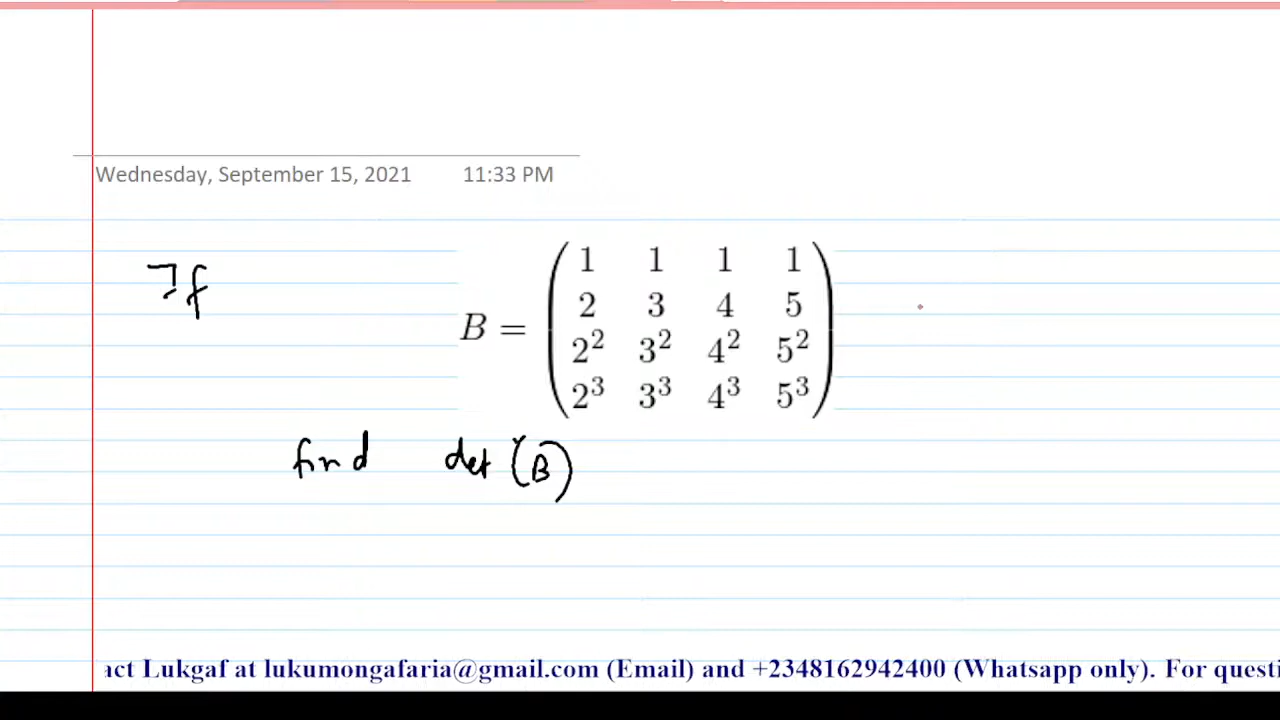 Wednesday, September 15, 2021 11:33 PM
If
B = ( 1 1 1 1
2 3 4 5
2² 3² 4² 5²
2³ 3³ 4³ 5³ )
find det (B)
act Lukgaf at lukumongafaria@gmail.com (Email) and +2348162942400 (Whatsapp only). For questi